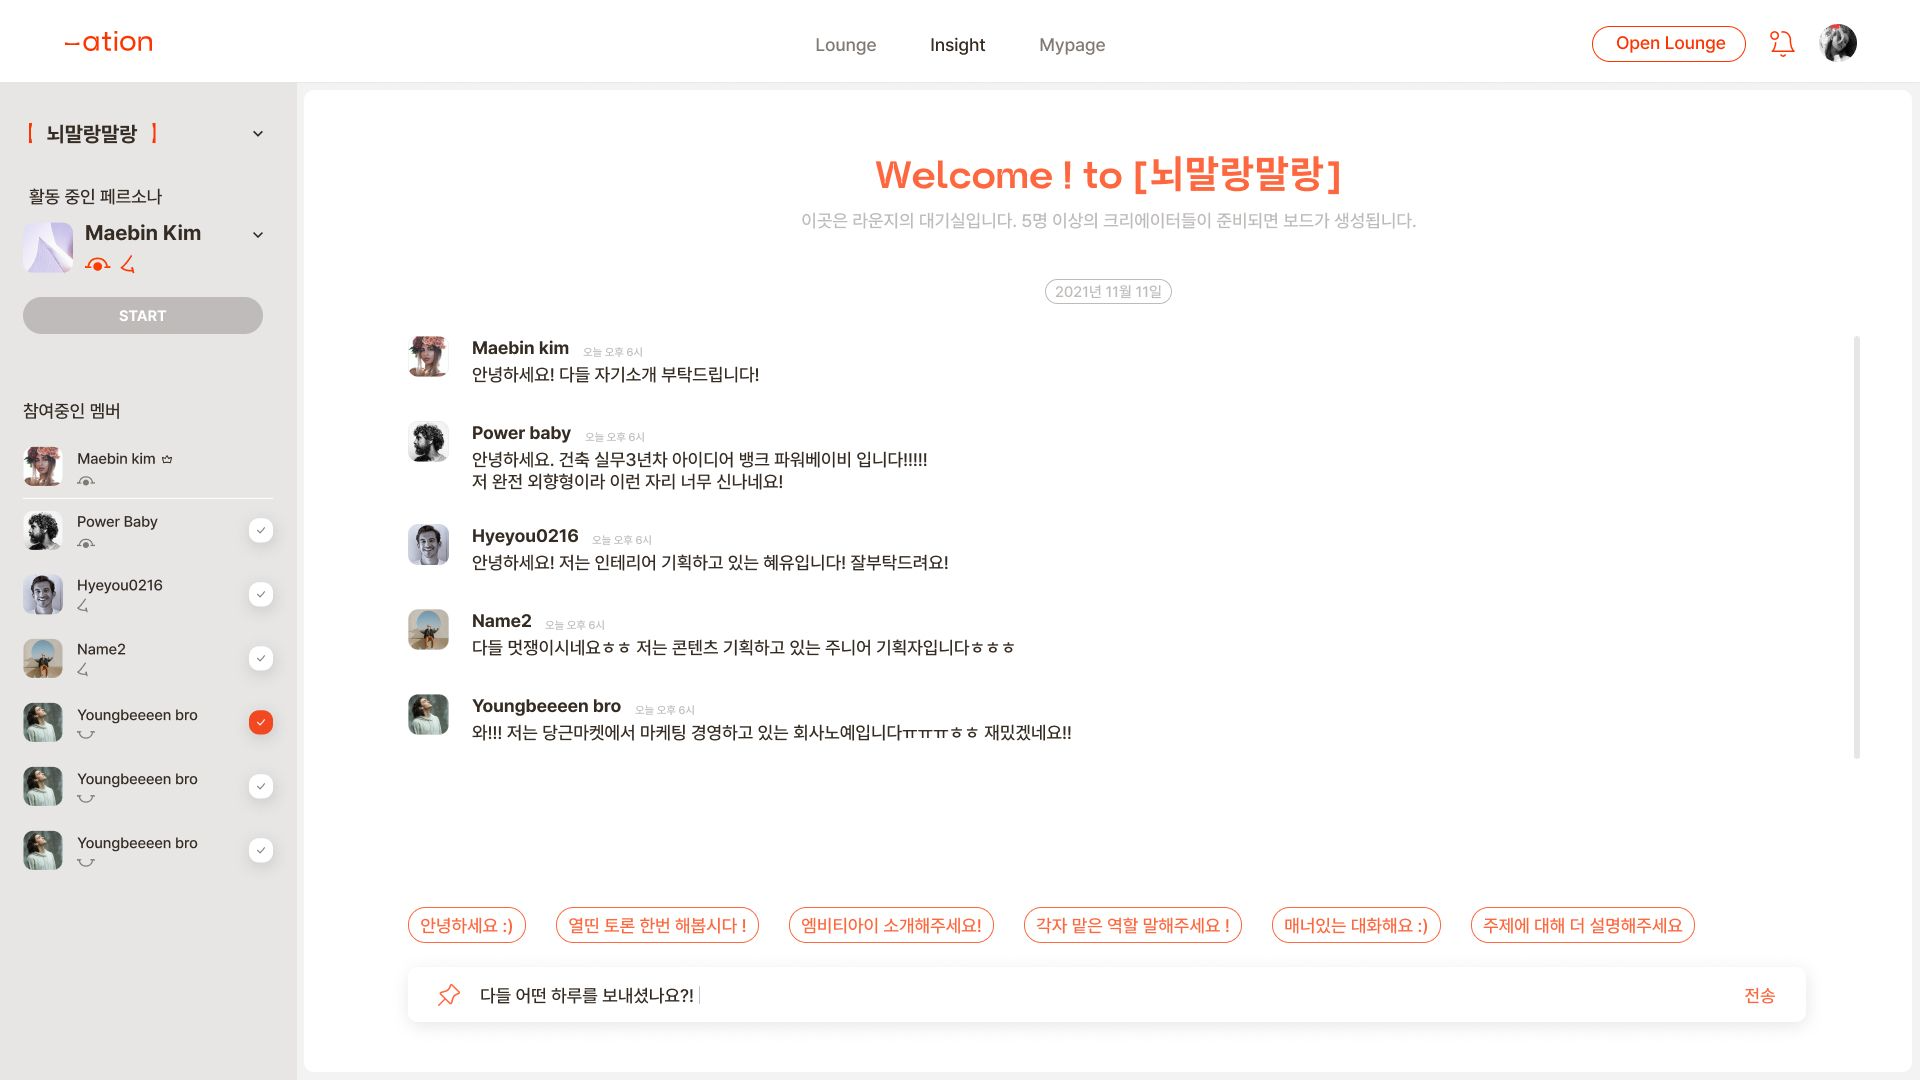 ation
Lounge
Insight
Mypage
Open Lounge
[ 뇌말랑말랑 ]
활동 중인 페르소나
Maebin Kim
START
참여중인 멤버
Maebin kim
Power Baby
Hyeyou0216
Name2
Youngbeeeen bro
Youngbeeeen bro
Youngbeeeen bro
Welcome ! to [뇌말랑말랑]
이곳은 라운지의 대기실입니다. 5명 이상의 크리에이터들이 준비되면 보드가 생성됩니다.
2021년 11월 11일
Maebin kim 오늘 오후 6시
안녕하세요! 다들 자기소개 부탁드립니다!
Power baby 오늘 오후 6시
안녕하세요. 건축 실무3년차 아이디어 뱅크 파워베이비 입니다!!!!!
저 완전 외향형이라 이런 자리 너무 신나네요!
Hyeyou0216 오늘 오후 6시
안녕하세요! 저는 인테리어 기획하고 있는 혜유입니다! 잘부탁드려요!
Name2 오늘 오후 6시
다들 멋쟁이시네요ㅎㅎ 저는 콘텐츠 기획하고 있는 주니어 기획자입니다ㅎㅎㅎ
Youngbeeeen bro 오늘 오후 6시
와!!! 저는 당근마켓에서 마케팅 경영하고 있는 회사노예입니다ㅠㅠㅠㅎㅎ 재밌겠네요!!
안녕하세요 :)
열띤 토론 한번 해봅시다 !
엠비티아이 소개해주세요!
각자 맡은 역할 말해주세요 !
매너있는 대화해요 :)
주제에 대해 더 설명해주세요
다들 어떤 하루를 보내셨나요?!
전송